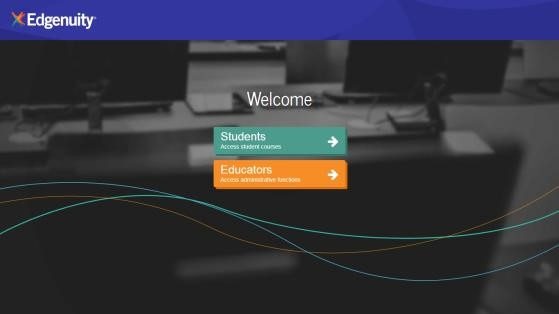 Edgenuity
Welcome
Students
Access student courses
Educators
Access administrative functions